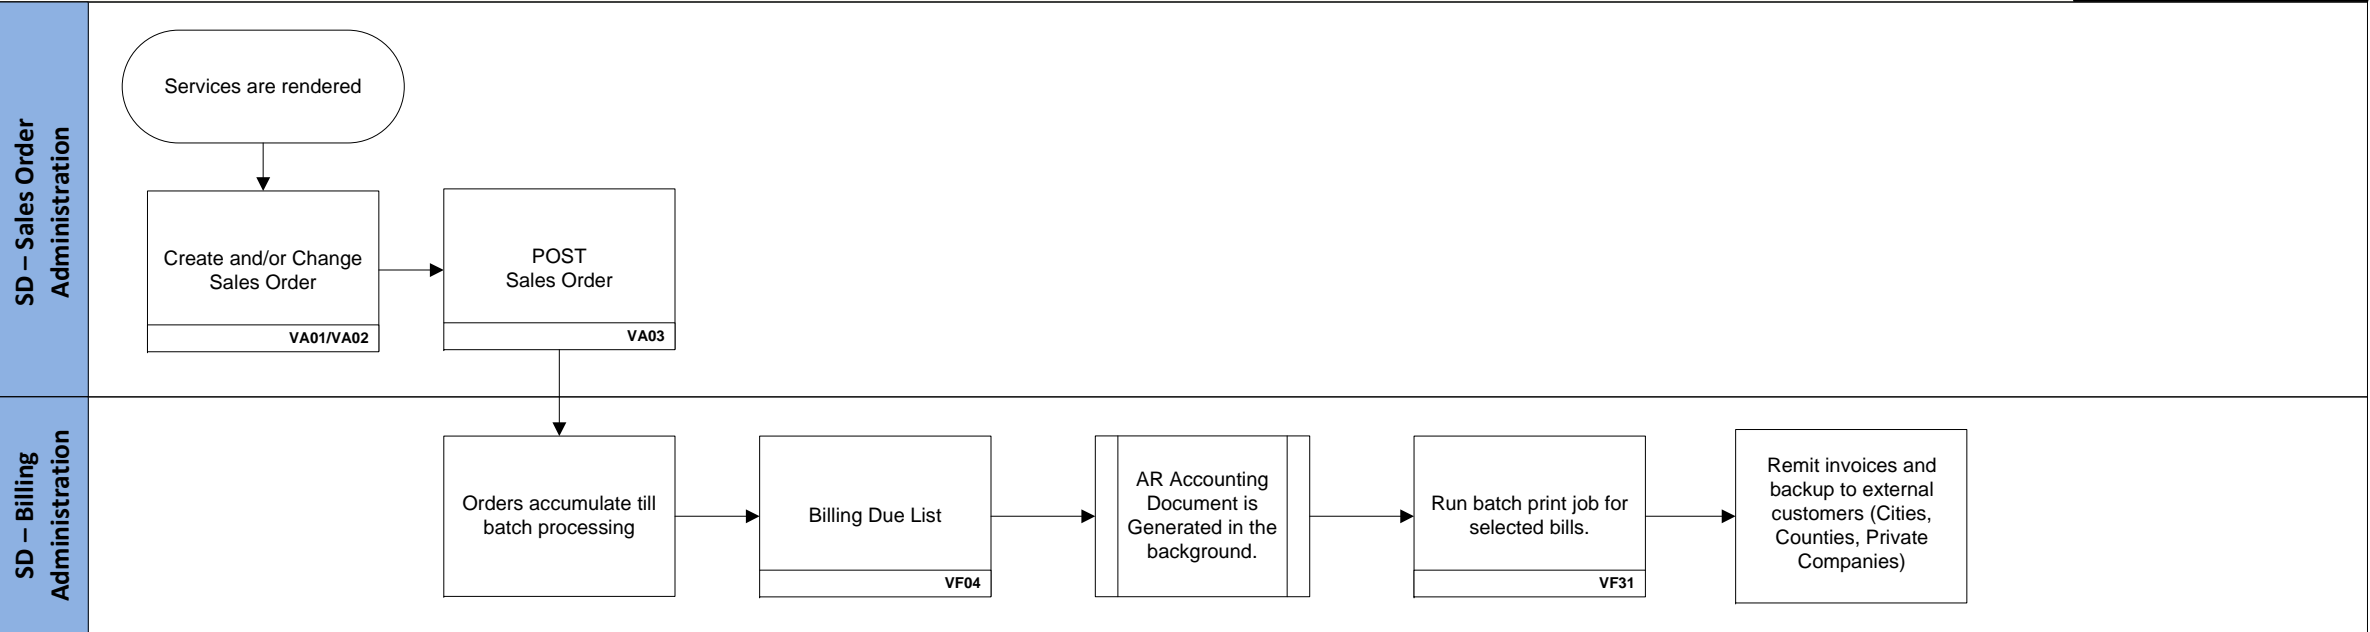 SD – Sales Order
Administration
Services are rendered
Create and/or Change
Sales Order
VA01/VA02
POST
Sales Order
VA03
SD – Billing
Administration
Orders accumulate till
batch processing
Billing Due List
VF04
AR Accounting
Document is
Generated in the
background.
Run batch print job for
selected bills.
VF31
Remit invoices and
backup to external
customers (Cities,
Counties, Private
Companies)